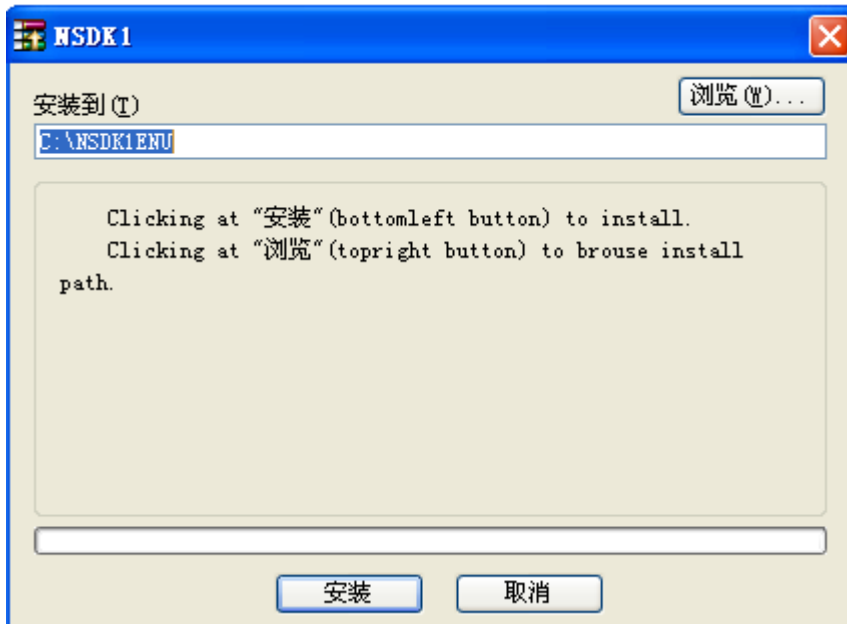 NSDK1
安装到(T)
浏览(W)...
C:\NSDK1ENU
Clicking at “安装“(bottomleft button) to install.
Clicking at “浏览“(topright button) to brouse install
path.
安装
取消